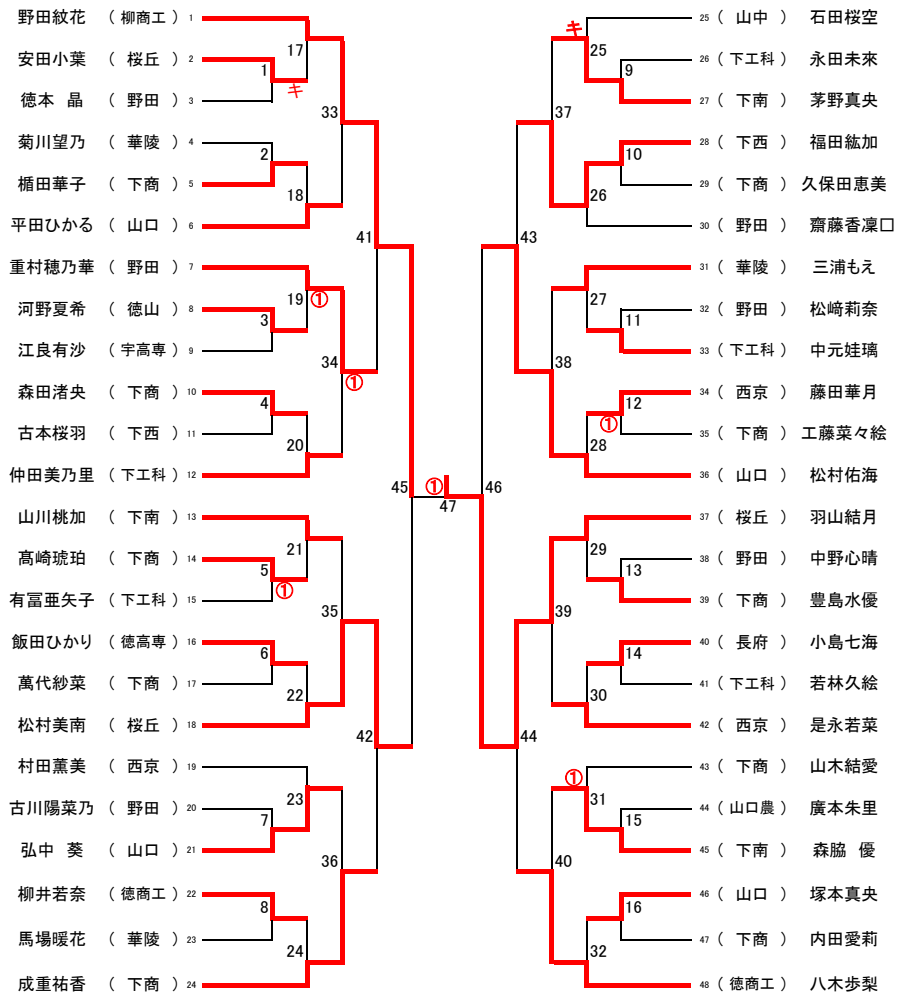 野田紋花 （ 柳商工 ） 1
安田小葉 （ 桜丘 ） 2
徳本 晶 （ 野田 ） 3
菊川望乃 （ 華陵 ） 4
楯田華子 （ 下商 ） 5
平田ひかる （ 山口 ） 6
重村穂乃華 （ 野田 ） 7
河野夏希 （ 徳山 ） 8
江良有沙 （ 宇高専 ） 9
森田渚央 （ 下商 ） 10
古本桜羽 （ 下西 ） 11
仲田美乃里 （ 下工科 ） 12
山川桃加 （ 下南 ） 13
高崎琥珀 （ 下商 ） 14
有冨亜矢子 （ 下工科 ） 15
飯田ひかり （ 徳高専 ） 16
萬代紗菜 （ 下商 ） 17
松村美南 （ 桜丘 ） 18
村田薫美 （ 西京 ） 19
古川陽菜乃 （ 野田 ） 20
弘中 葵 （ 山口 ） 21
柳井若奈 （ 徳商工 ） 22
馬場暖花 （ 華陵 ） 23
成重祐香 （ 下商 ） 24
17
1
キ
33
2
18
41
19
①
3
34
①
4
20
45
21
5
①
35
6
22
42
23
7
36
8
24
①
47
46
キ
25
9
37
10
26
43
27
11
38
12
①
28
29
13
39
14
30
44
①
31
15
40
16
32
25 （ 山中 ） 石田桜空
26 （ 下工科 ） 永田未來
27 （ 下南 ） 茅野真央
28 （ 下西 ） 福田紘加
29 （ 下商 ） 久保田恵美
30 （ 野田 ） 齋藤香凜□
31 （ 華陵 ） 三浦もえ
32 （ 野田 ） 松﨑莉奈
33 （ 下工科 ） 中元娃璃
34 （ 西京 ） 藤田華月
35 （ 下商 ） 工藤菜々絵
36 （ 山口 ） 松村佑海
37 （ 桜丘 ） 羽山結月
38 （ 野田 ） 中野心晴
39 （ 下商 ） 豊島水優
40 （ 長府 ） 小島七海
41 （ 下工科 ） 若林久絵
42 （ 西京 ） 是永若菜
43 （ 下商 ） 山木結愛
44 （ 山口農 ） 廣本朱里
45 （ 下南 ） 森脇 優
46 （ 山口 ） 塚本真央
47 （ 下商 ） 内田愛莉
48 （ 徳商工 ） 八木歩梨